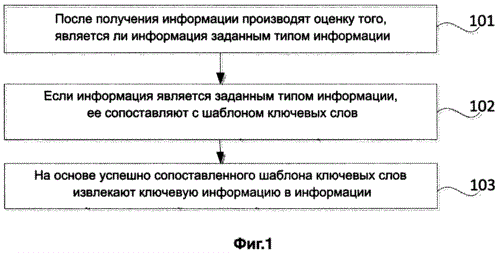 После получения информации производят оценку того,
является ли информация заданным типом информации
101
Если информация является заданным типом информации,
ее сопоставляют с шаблоном ключевых слов
102
На основе успешно сопоставленного шаблона ключевых слов
извлекают ключевую информацию в информации
103
Фиг.1